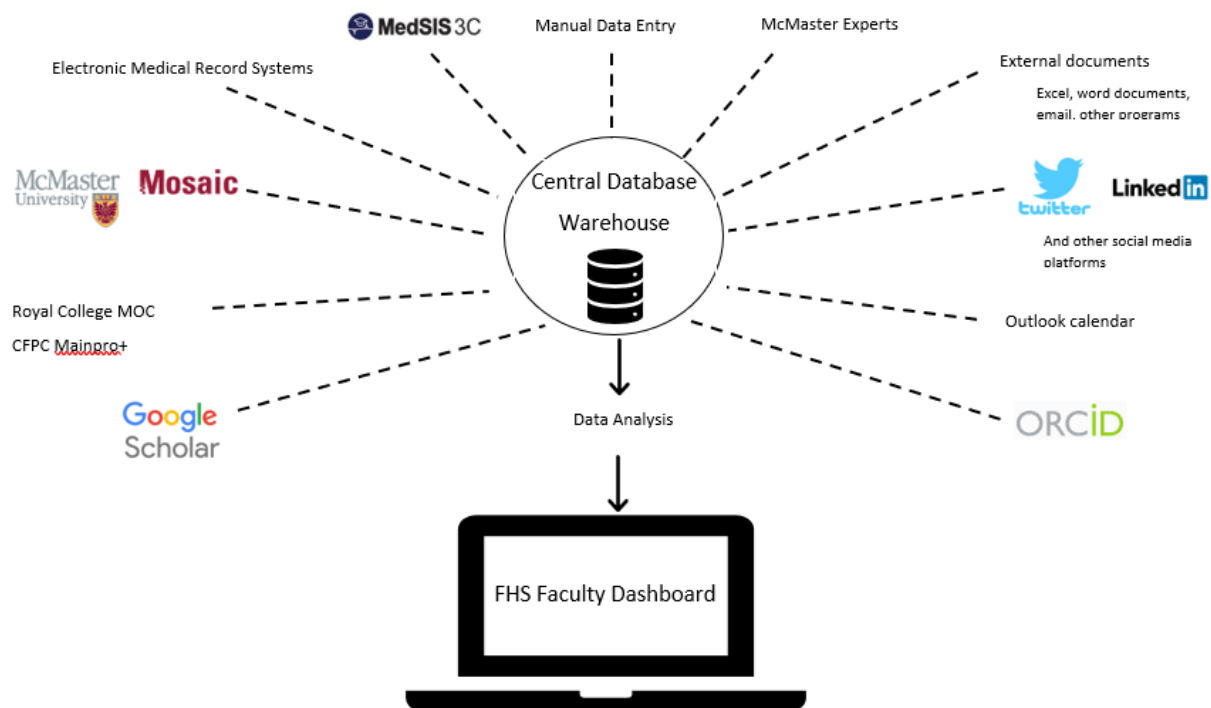 MedSIS 3C
Manual Data Entry
McMaster Experts
Electronic Medical Record Systems
External documents
Excel, word documents,
email, other programs
McMaster
University
Mosaic
Central Database
Warehouse
twitter
Linked in
And other social media
platforms
Royal College MOC
CFPC Mainpro+
Outlook calendar
Google
Scholar
Data Analysis
ORCID
FHS Faculty Dashboard